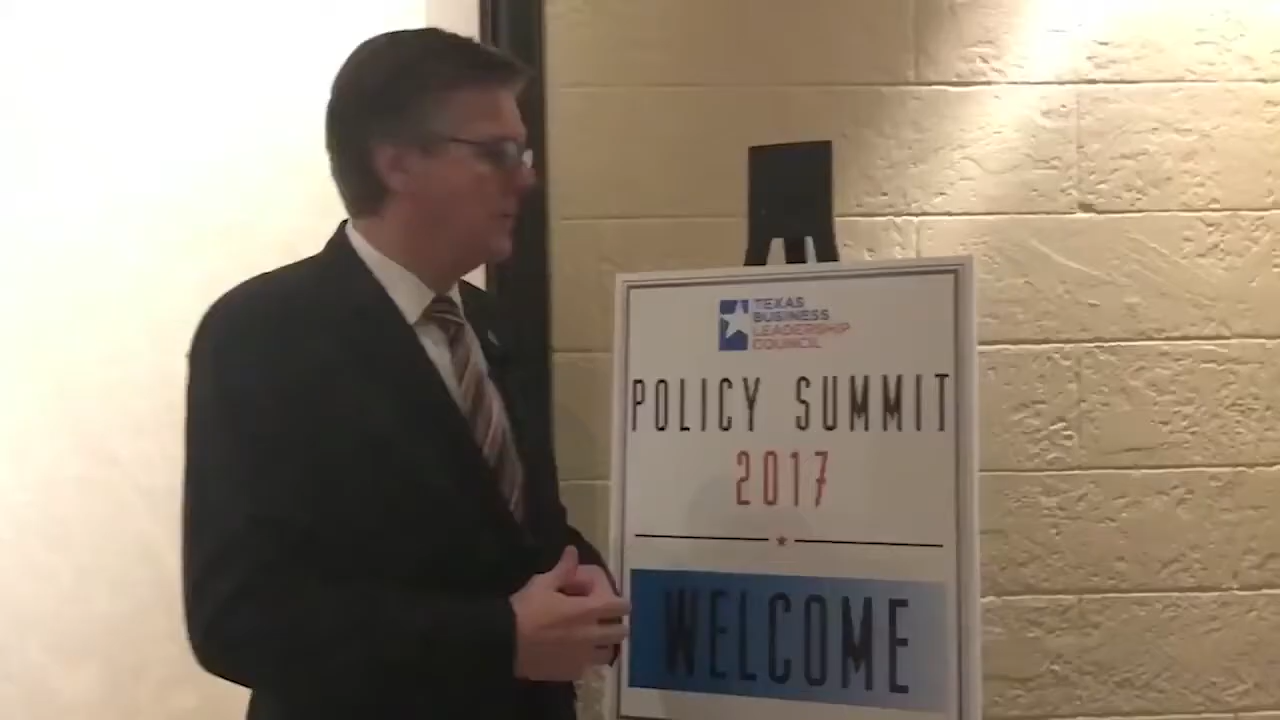 TEXAS
BUSINESS
LEADERSHIP
COUNCIL
POLICY SUMMIT
2017
WELCOME